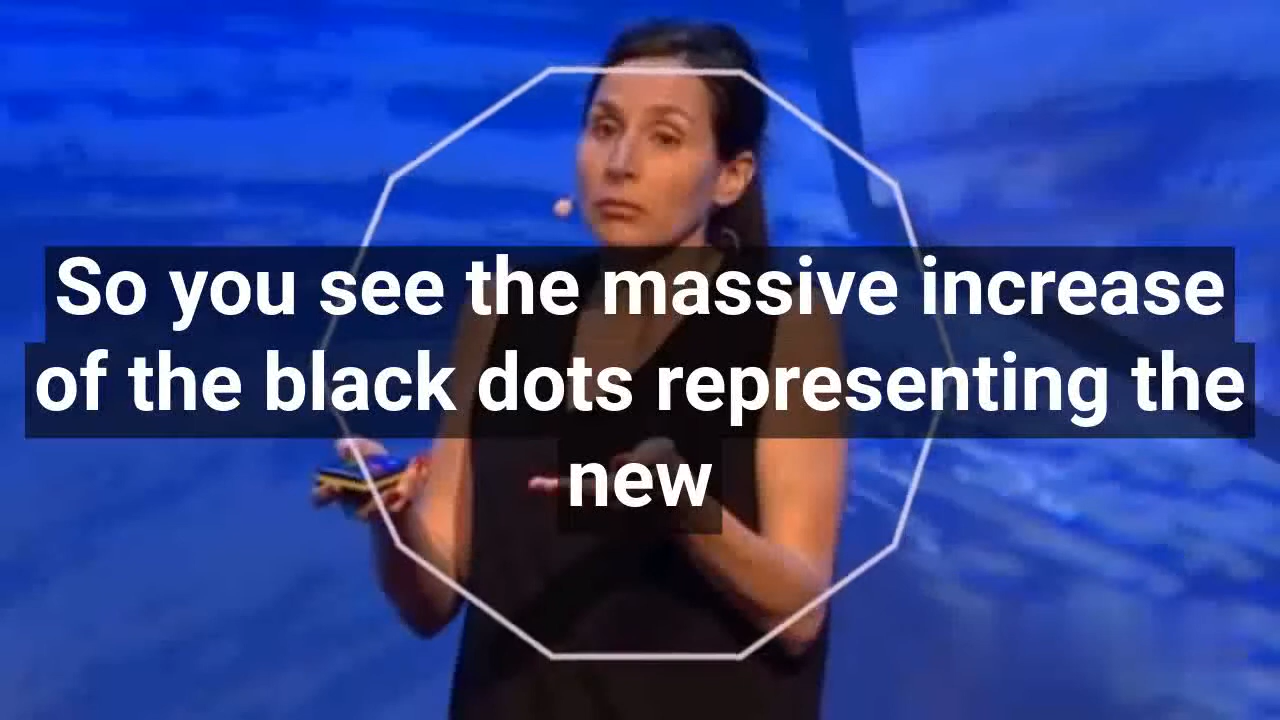 So you see the massive increase
of the black dots representing the
new